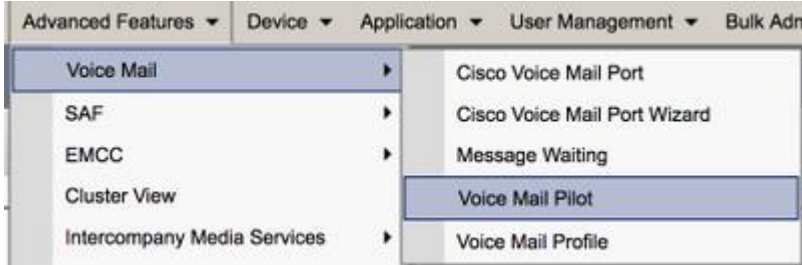 Advanced Features Device Application User Management Bulk Adm
Voice Mail
SAF
EMCC
Cluster View
Intercompany Media Services
Cisco Voice Mail Port
Cisco Voice Mail Port Wizard
Message Waiting
Voice Mail Pilot
Voice Mail Profile